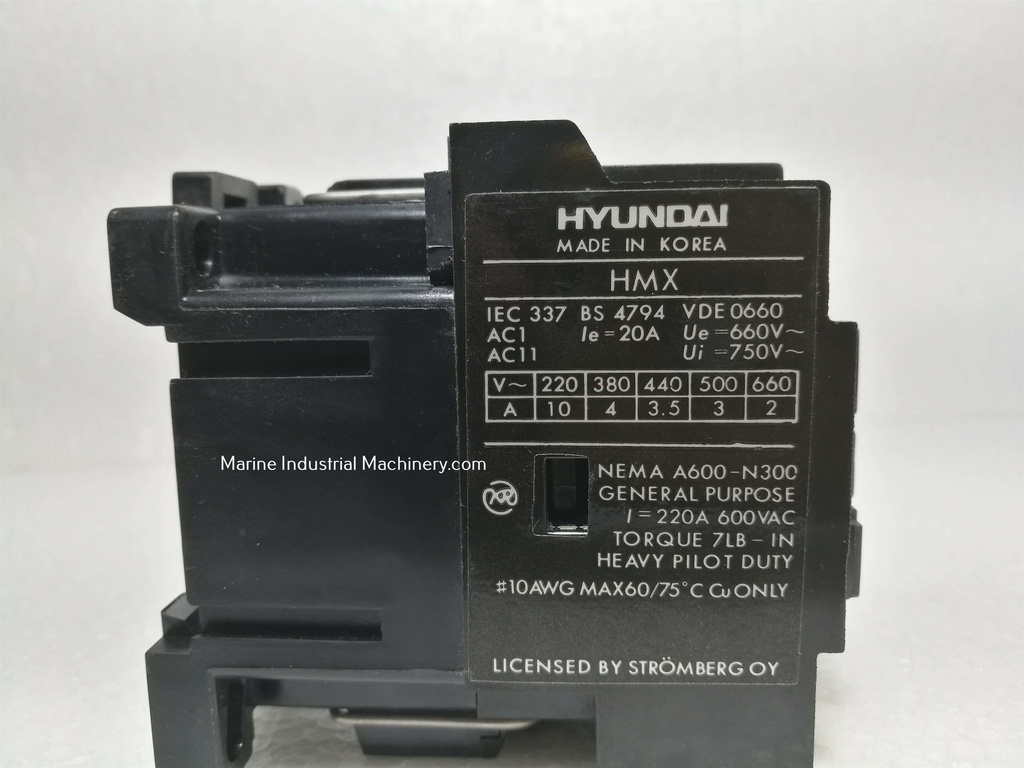 HYUNDAI
MADE IN KOREA
HMX
IEC 337 BS 4794 VDE 0660
AC1 Ie = 20A Ue = 660V~
AC11 Ui = 750V~
V~ 220 380 440 500 660
A 10 4 3.5 3 2
Marine Industrial Machinery.com
NEMA A600-N300
GENERAL PURPOSE
I = 220A 600VAC
TORQUE 7LB - IN
HEAVY PILOT DUTY
#10AWG MAX60/75°C Cu ONLY
LICENSED BY STRÖMBERG OY